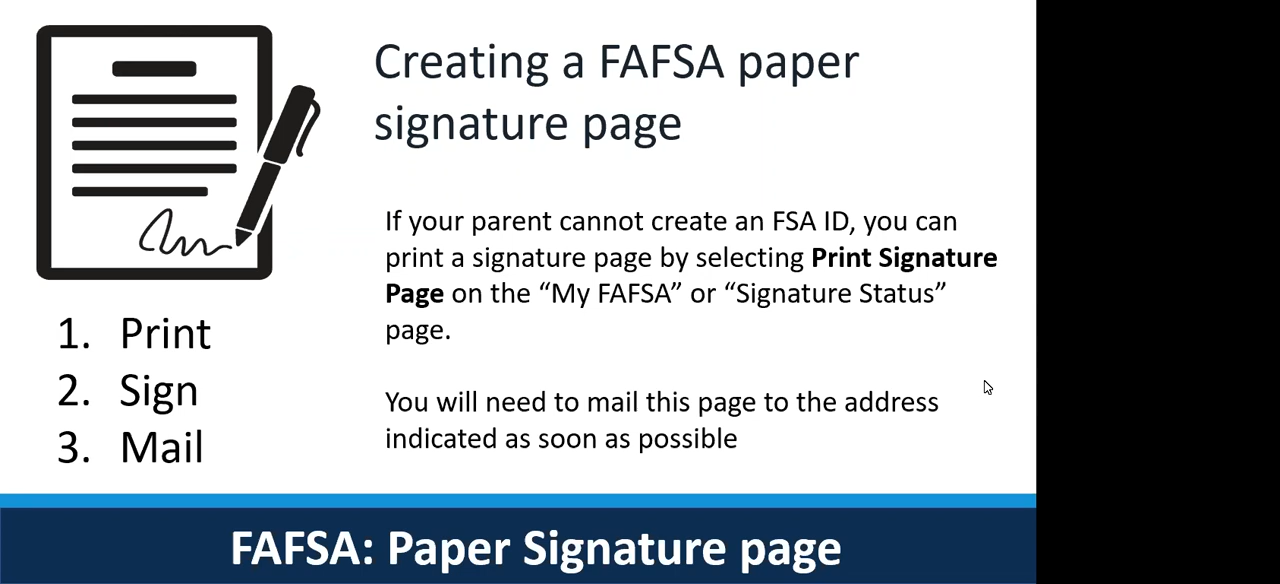 Creating a FAFSA paper
signature page
If your parent cannot create an FSA ID, you can
print a signature page by selecting Print Signature
Page on the “My FAFSA” or “Signature Status”
page.
You will need to mail this page to the address
indicated as soon as possible
1. Print
2. Sign
3. Mail
FAFSA: Paper Signature page